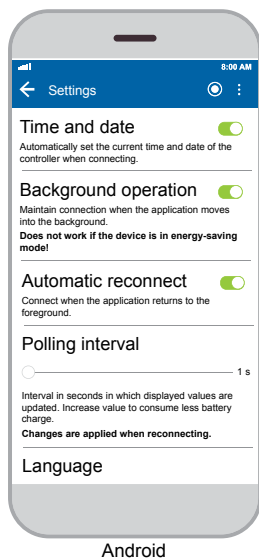 8:00 AM
Settings
Time and date
Automatically set the current time and date of the
controller when connecting.
Background operation
Maintain connection when the application moves
into the background.
Does not work if the device is in energy-saving
mode!
Automatic reconnect
Connect when the application returns to the
foreground.
Polling interval
1 s
Interval in seconds in which displayed values are
updated. Increase value to consume less battery
charge.
Changes are applied when reconnecting.
Language
Android